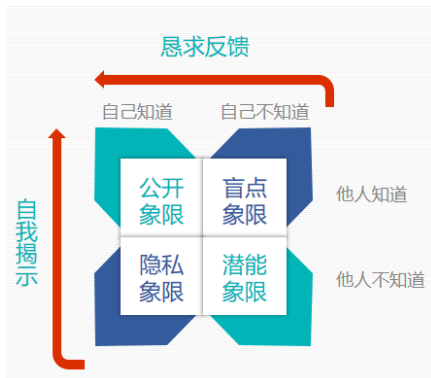 恳求反馈
自己知道
自己不知道
公开
象限
盲点
象限
他人知道
自我揭示
隐私
象限
潜能
象限
他人不知道